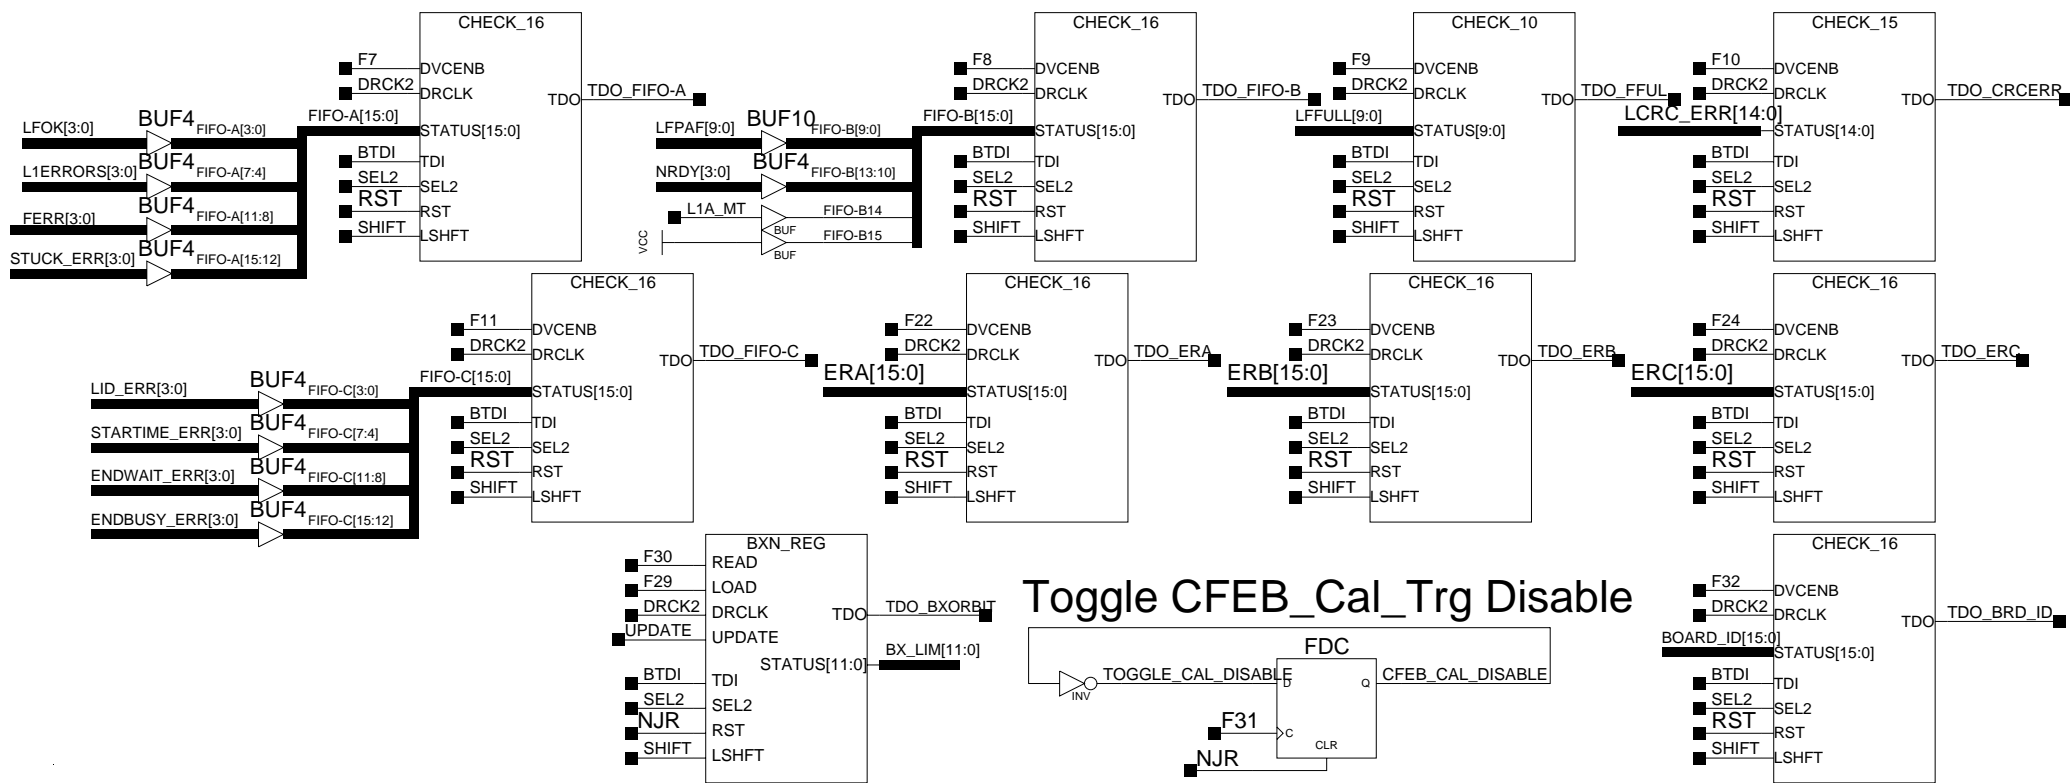 CHECK_16
F7
DVCENB
DRCK2
DRCLK
TDO
TDO_FIFO-A
LFOK[3:0]
BUF4
FIFO-A[3:0]
FIFO-A[15:0]
STATUS[15:0]
L1ERRORS[3:0]
BUF4
FIFO-A[7:4]
FERR[3:0]
BUF4
FIFO-A[11:8]
STUCK_ERR[3:0]
BUF4
FIFO-A[15:12]
BTDI
TDI
SEL2
SEL2
RST
RST
SHIFT
LSHFT
CHECK_16
F8
DVCENB
DRCK2
DRCLK
TDO
TDO_FIFO-B
LFPAF[9:0]
BUF10
FIFO-B[9:0]
FIFO-B[15:0]
STATUS[15:0]
NRDY[3:0]
BUF4
FIFO-B[13:10]
L1A_MT
BUF
FIFO-B14
VCC
BUF
FIFO-B15
BTDI
TDI
SEL2
SEL2
RST
RST
SHIFT
LSHFT
CHECK_10
F9
DVCENB
DRCK2
DRCLK
TDO
TDO_FFUL
LFFULL[9:0]
STATUS[9:0]
BTDI
TDI
SEL2
SEL2
RST
RST
SHIFT
LSHFT
CHECK_15
F10
DVCENB
DRCK2
DRCLK
TDO
TDO_CRCERR
LCRC_ERR[14:0]
STATUS[14:0]
BTDI
TDI
SEL2
SEL2
RST
RST
SHIFT
LSHFT
CHECK_16
F11
DVCENB
DRCK2
DRCLK
TDO
TDO_FIFO-C
LID_ERR[3:0]
BUF4
FIFO-C[3:0]
FIFO-C[15:0]
STATUS[15:0]
STARTIME_ERR[3:0]
BUF4
FIFO-C[7:4]
ENDWAIT_ERR[3:0]
BUF4
FIFO-C[11:8]
ENDBUSY_ERR[3:0]
BUF4
FIFO-C[15:12]
BTDI
TDI
SEL2
SEL2
RST
RST
SHIFT
LSHFT
CHECK_16
F22
DVCENB
DRCK2
DRCLK
TDO
TDO_ERA
ERA[15:0]
STATUS[15:0]
BTDI
TDI
SEL2
SEL2
RST
RST
SHIFT
LSHFT
CHECK_16
F23
DVCENB
DRCK2
DRCLK
TDO
TDO_ERB
ERB[15:0]
STATUS[15:0]
BTDI
TDI
SEL2
SEL2
RST
RST
SHIFT
LSHFT
CHECK_16
F24
DVCENB
DRCK2
DRCLK
TDO
TDO_ERC
ERC[15:0]
STATUS[15:0]
BTDI
TDI
SEL2
SEL2
RST
RST
SHIFT
LSHFT
BXN_REG
F30
READ
F29
LOAD
DRCK2
DRCLK
TDO
TDO_BXORBIT
UPDATE
UPDATE
STATUS[11:0]
BX_LIM[11:0]
BTDI
TDI
SEL2
SEL2
NJR
RST
SHIFT
LSHFT
Toggle CFEB_Cal_Trg Disable
FDC
INV
TOGGLE_CAL_DISABLE
D
Q
CFEB_CAL_DISABLE
F31
C
CLR
NJR
CHECK_16
F32
DVCENB
DRCK2
DRCLK
TDO
TDO_BRD_ID
BOARD_ID[15:0]
STATUS[15:0]
BTDI
TDI
SEL2
SEL2
RST
RST
SHIFT
LSHFT